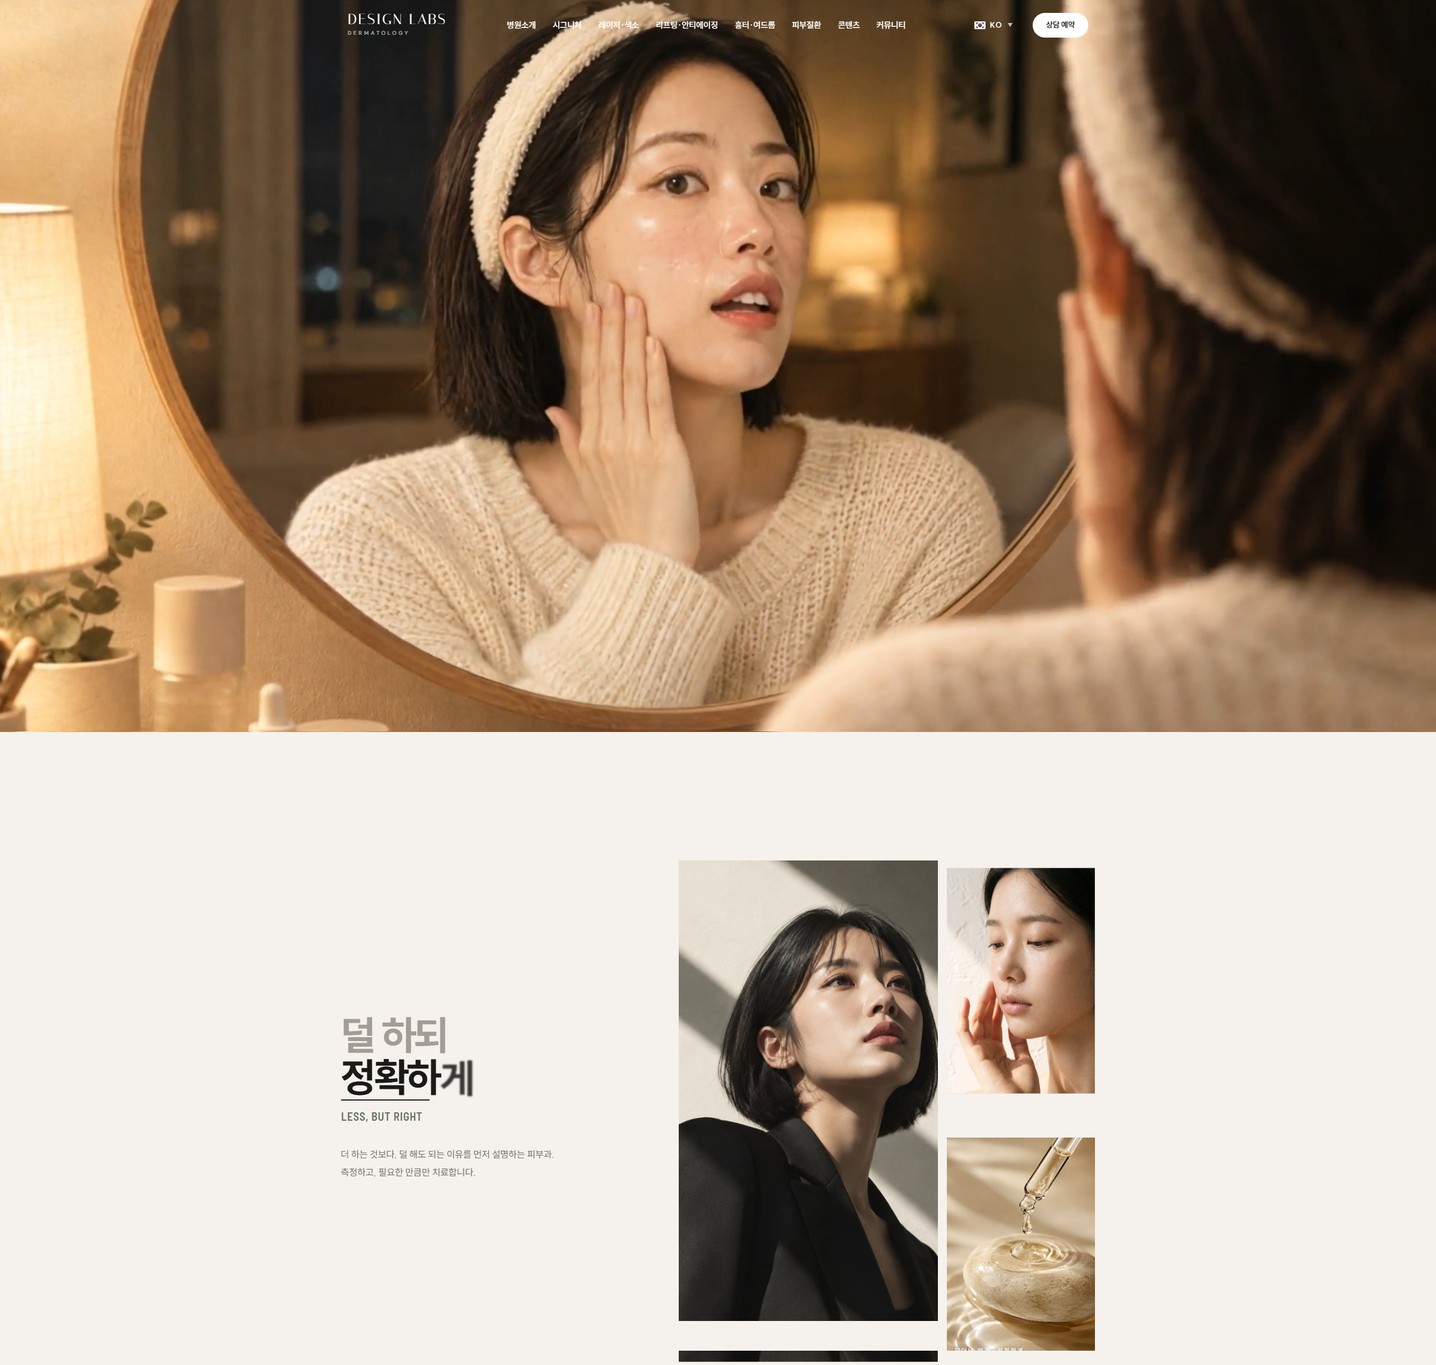 DESIGN LABS
DERMATOLOGY
병원소개 시그니처 레이저·색소 리프팅·안티에이징 흉터·여드름 피부질환 콘텐츠 커뮤니티
KO
상담 예약
덜 하되
정확하게
LESS, BUT RIGHT
더 하는 것보다, 덜 해도 되는 이유를 먼저 설명하는 피부과.
측정하고, 필요한 만큼만 치료합니다.